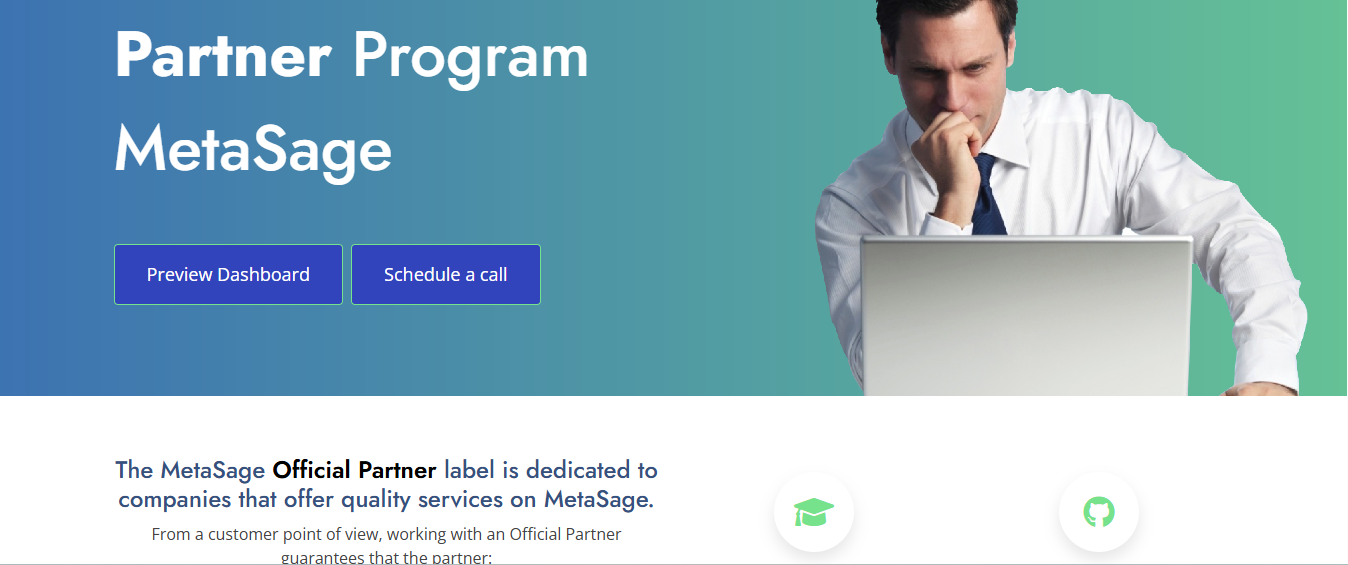 Partner Program
MetaSage
Preview Dashboard
Schedule a call
The MetaSage Official Partner label is dedicated to
companies that offer quality services on MetaSage.
From a customer point of view, working with an Official Partner
guarantees that the partner: